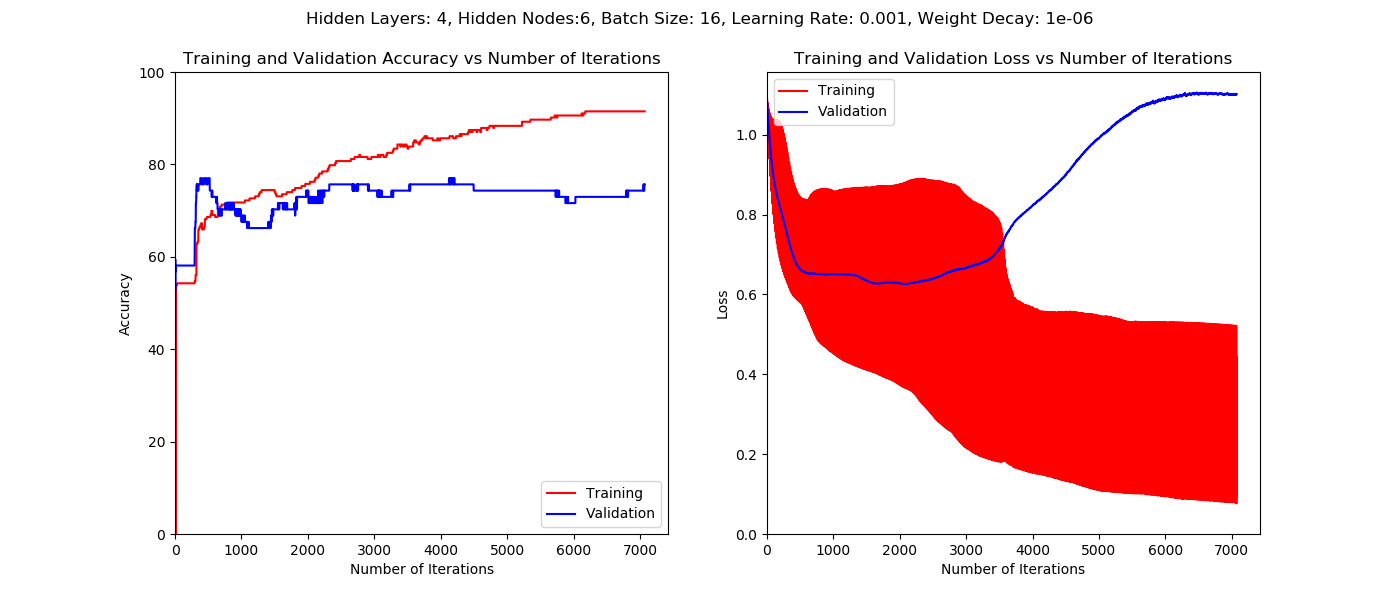 Hidden Layers: 4, Hidden Nodes:6, Batch Size: 16, Learning Rate: 0.001, Weight Decay: 1e-06
Training and Validation Accuracy vs Number of Iterations
100
80
60
40
20
0
Accuracy
0 1000 2000 3000 4000 5000 6000 7000
Number of Iterations
Training
Validation
Training and Validation Loss vs Number of Iterations
Training
Validation
1.0
0.8
0.6
0.4
0.2
0.0
Loss
0 1000 2000 3000 4000 5000 6000 7000
Number of Iterations